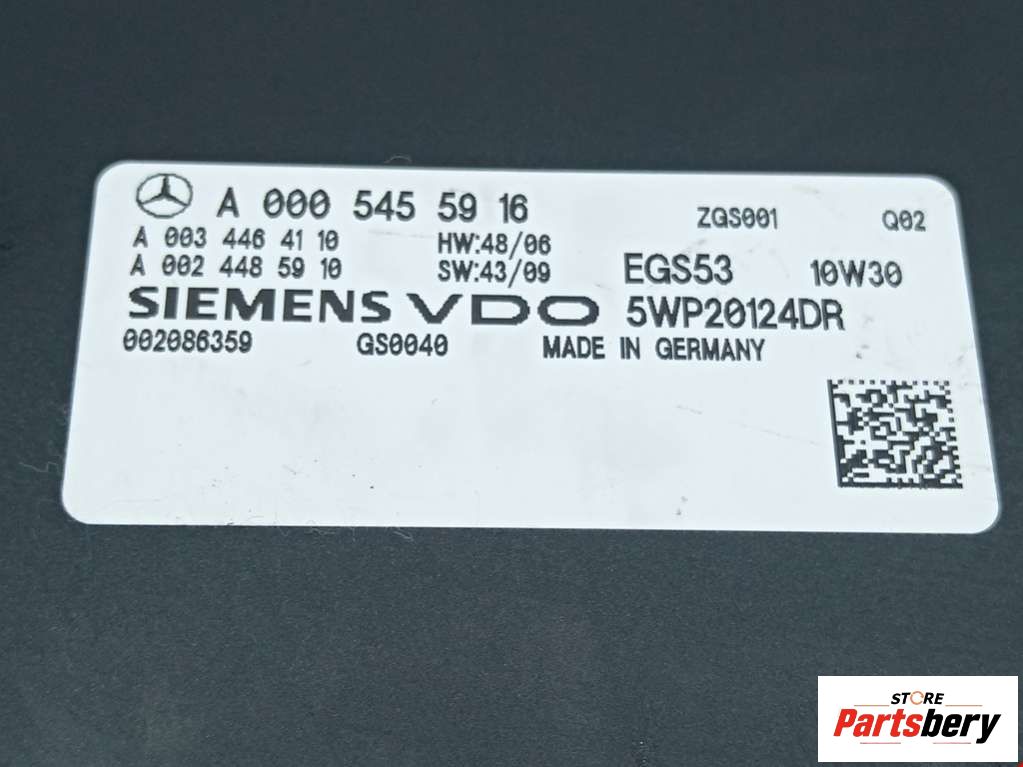 A 000 545 59 16 ZGS001 Q02
A 003 446 41 10 HW:48/06
A 002 448 59 10 SW:43/09 EGS53 10W30
SIEMENS VDO 5WP20124DR
002086359 GS0040 MADE IN GERMANY
STORE
Partsbery